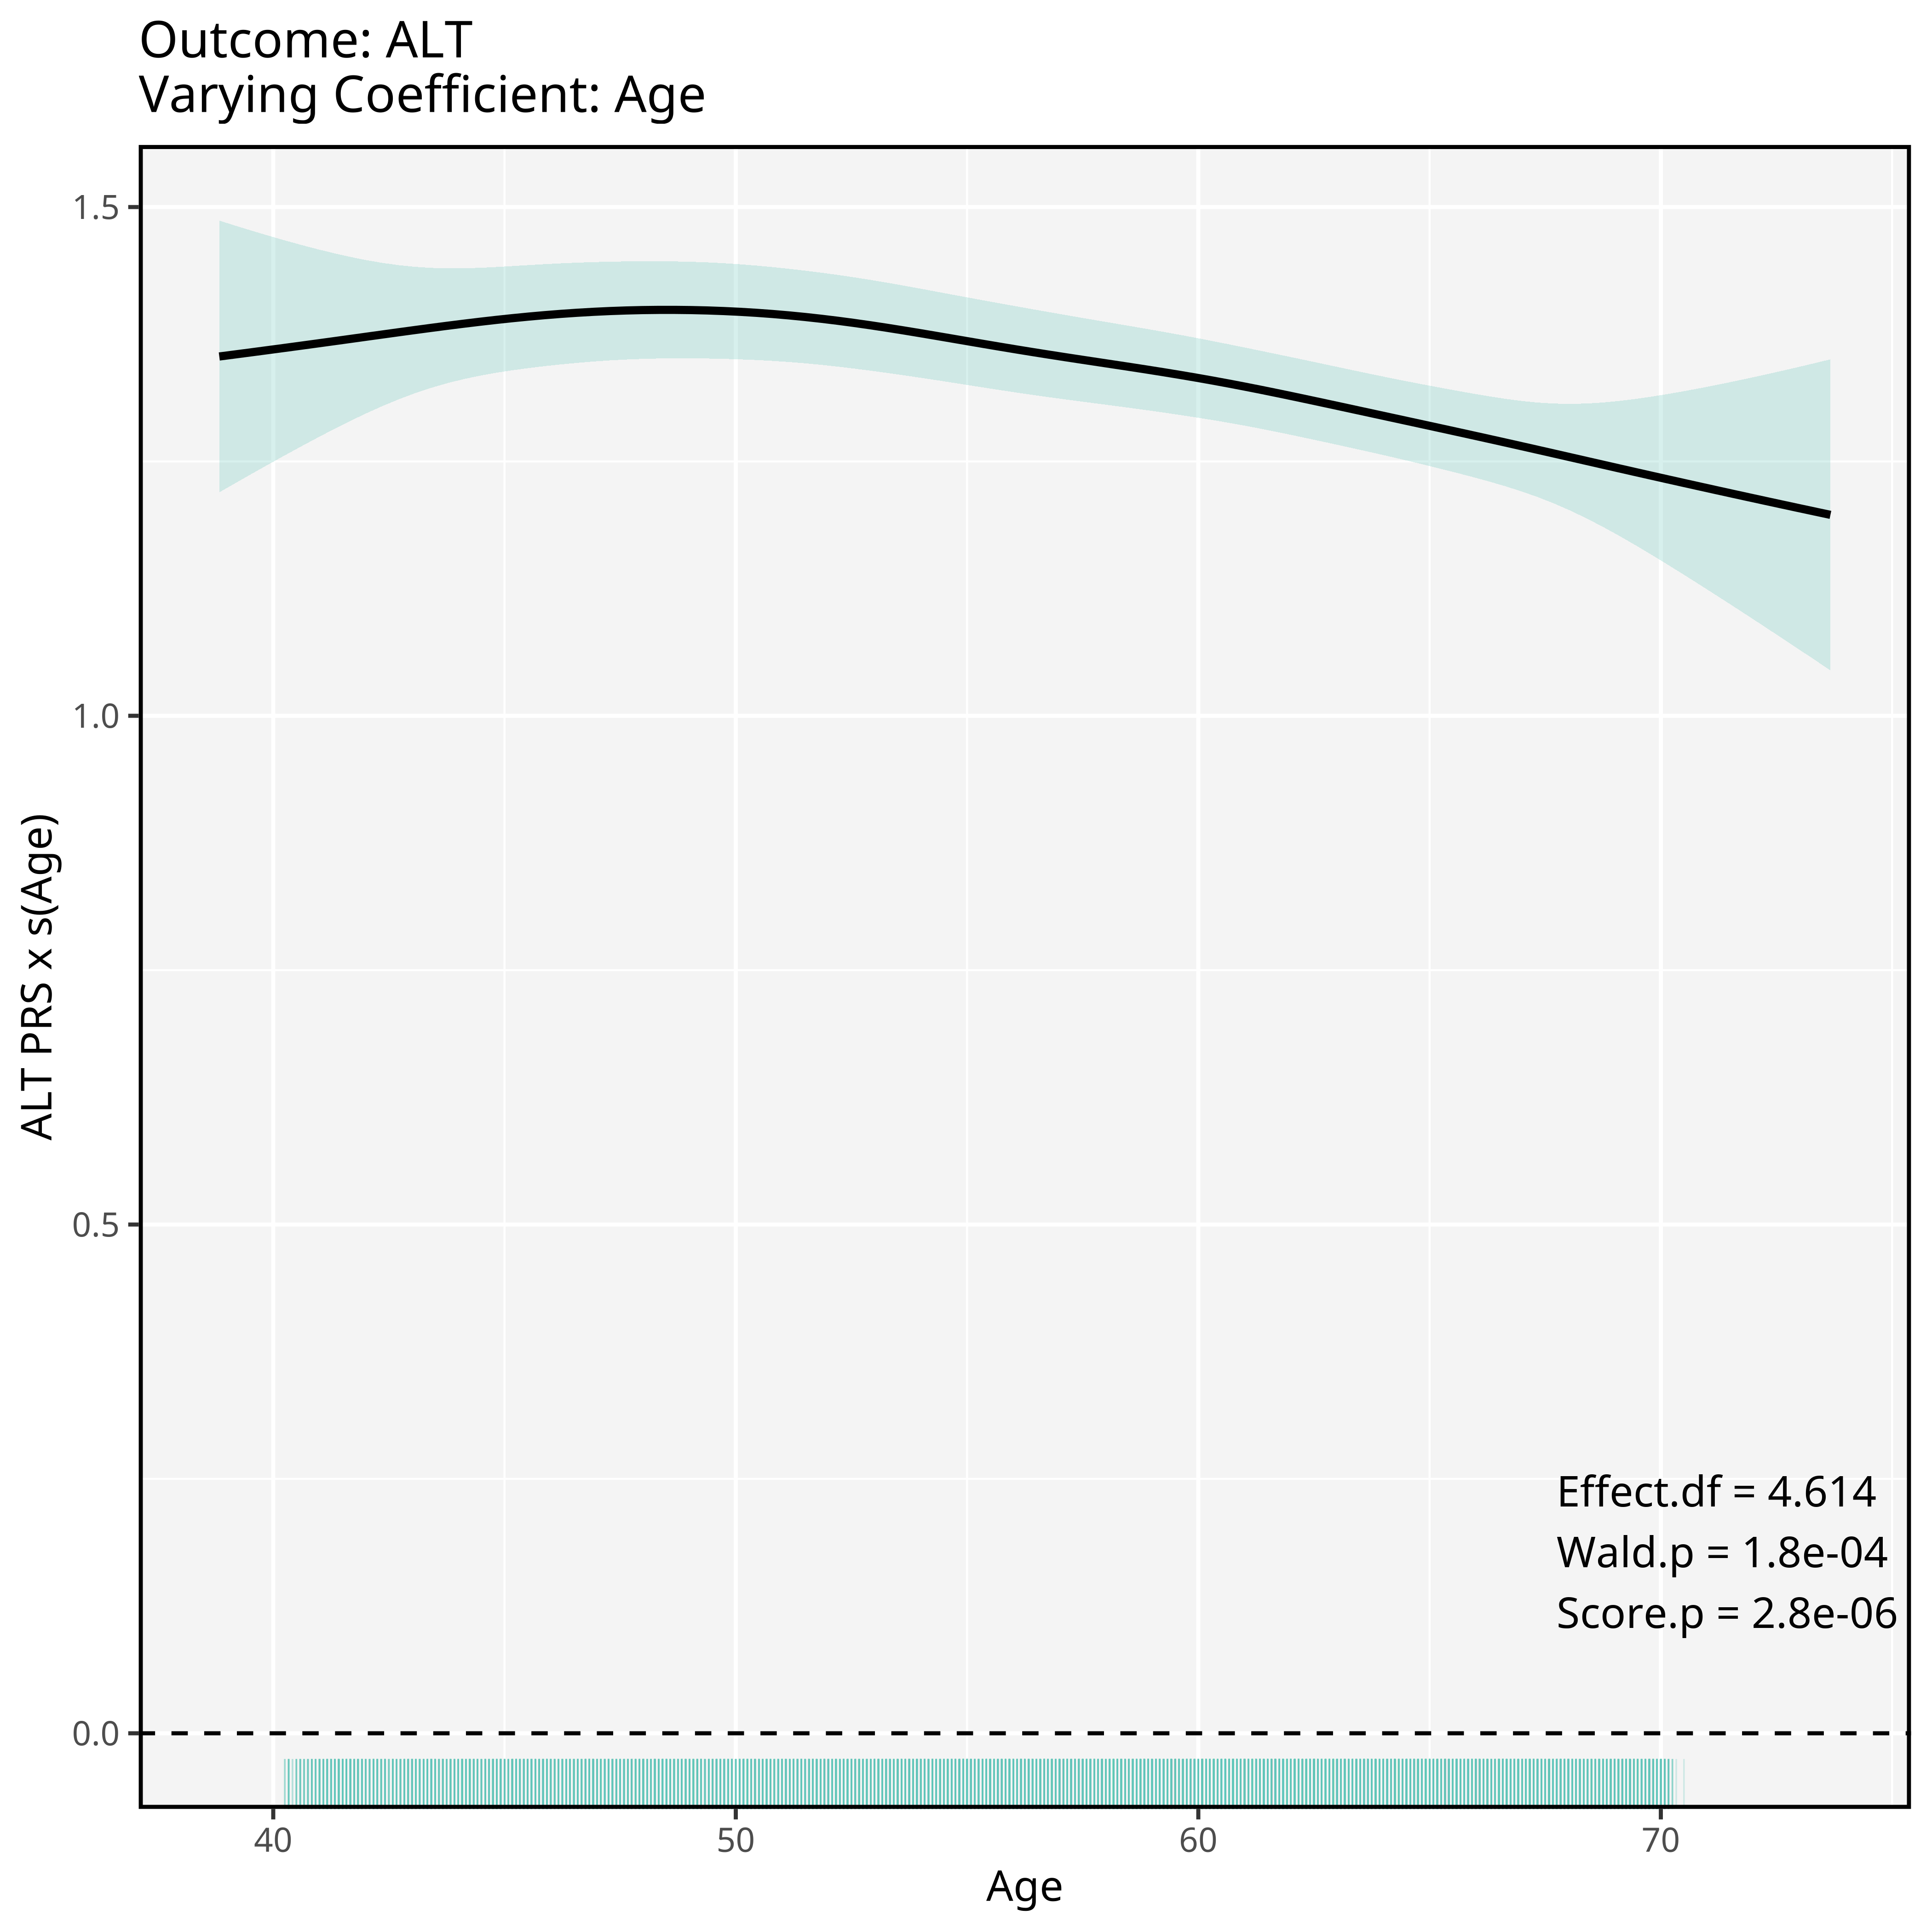 Outcome: ALT
Varying Coefficient: Age
1.5
1.0
0.5
0.0
ALT PRS x s(Age)
Effect.df = 4.614
Wald.p = 1.8e-04
Score.p = 2.8e-06
40 50 60 70
Age